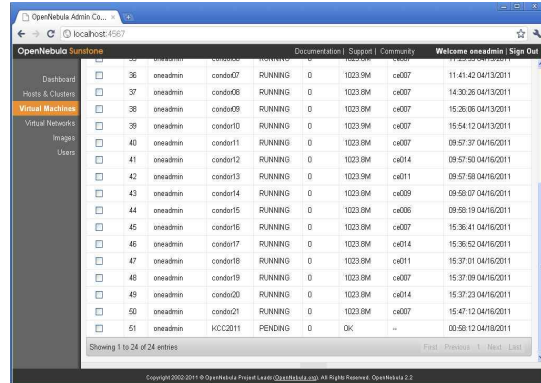 OpenNebula Admin Co...
localhost:4567
OpenNebula Sunstone
Documentation | Support | Community
Welcome oneadmin | Sign Out
Dashboard
Hosts & Clusters
Virtual Machines
Virtual Networks
Images
Users
36 oneadmin condor07 RUNNING 0 1023.9M ce007 11:41:42 04/13/2011
37 oneadmin condor08 RUNNING 0 1023.8M ce007 14:30:26 04/13/2011
38 oneadmin condor09 RUNNING 0 1023.8M ce007 15:26:06 04/13/2011
39 oneadmin condor10 RUNNING 0 1023.9M ce007 15:54:12 04/13/2011
40 oneadmin condor11 RUNNING 0 1023.8M ce007 09:57:37 04/16/2011
41 oneadmin condor12 RUNNING 0 1023.8M ce014 09:57:50 04/16/2011
42 oneadmin condor13 RUNNING 0 1023.9M ce011 09:57:58 04/16/2011
43 oneadmin condor14 RUNNING 0 1023.8M ce009 09:58:07 04/16/2011
44 oneadmin condor15 RUNNING 0 1023.8M ce006 09:58:19 04/16/2011
45 oneadmin condor16 RUNNING 0 1023.8M ce007 15:36:41 04/16/2011
46 oneadmin condor17 RUNNING 0 1023.8M ce014 15:36:52 04/16/2011
47 oneadmin condor18 RUNNING 0 1023.8M ce011 15:37:01 04/16/2011
48 oneadmin condor19 RUNNING 0 1023.8M ce007 15:37:09 04/16/2011
49 oneadmin condor20 RUNNING 0 1023.8M ce014 15:37:23 04/16/2011
50 oneadmin condor21 RUNNING 0 1023.8M ce007 15:47:12 04/16/2011
51 oneadmin KCC2011 PENDING 0 0K -- 00:58:12 04/18/2011
Showing 1 to 24 of 24 entries
First Previous 1 Next Last
Copyright 2002-2011 © OpenNebula Project Leads (OpenNebula.org). All Rights Reserved. OpenNebula 2.2